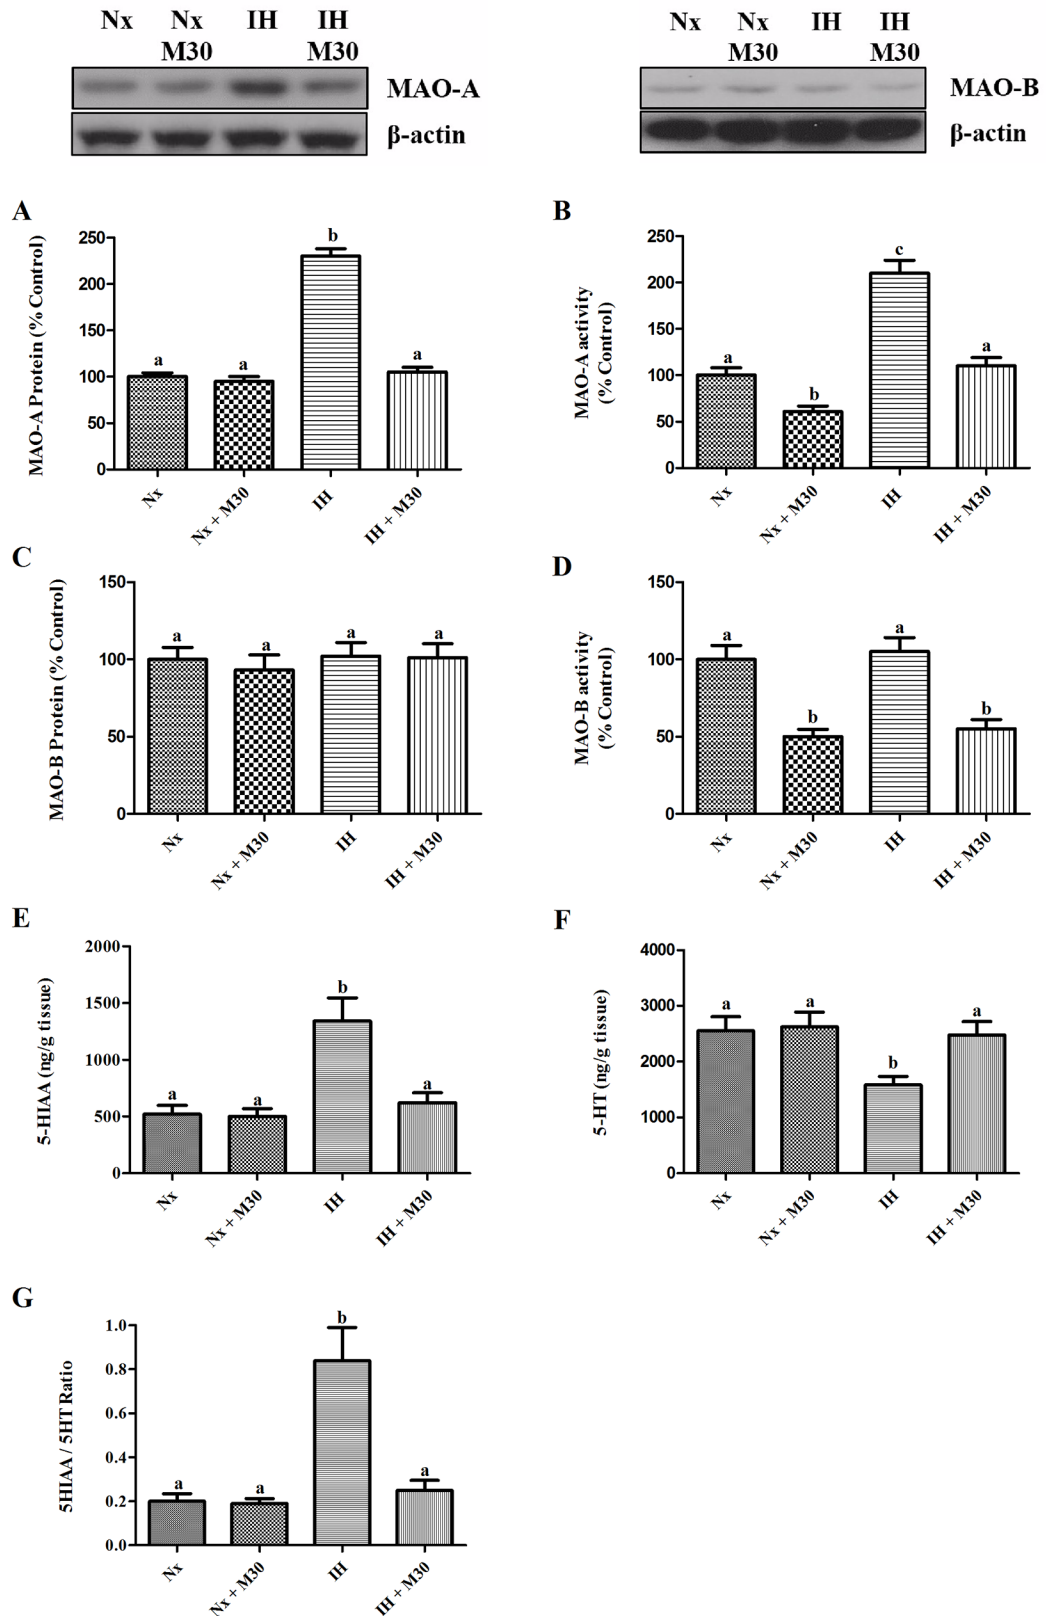 Nx Nx IH IH
M30 M30
MAO-A
β-actin
Nx Nx IH IH
M30 M30
MAO-B
β-actin
A
MAO-A Protein (% Control)
250
200
150
100
50
0
a a b a
Nx Nx + M30 IH IH + M30
B
MAO-A activity
(% Control)
250
200
150
100
50
0
a b c a
Nx Nx + M30 IH IH + M30
C
MAO-B Protein (% Control)
150
100
50
0
a a a a
Nx Nx + M30 IH IH + M30
D
MAO-B activity
(% Control)
150
100
50
0
a b a b
Nx Nx + M30 IH IH + M30
E
5-HIAA (ng/g tissue)
2000
1500
1000
500
0
a a b a
Nx Nx + M30 IH IH + M30
F
5-HT (ng/g tissue)
4000
3000
2000
1000
0
a a b a
Nx Nx + M30 IH IH + M30
G
5HIAA / 5HT Ratio
1.0
0.8
0.6
0.4
0.2
0.0
a a b a
Nx Nx + M30 IH IH + M30